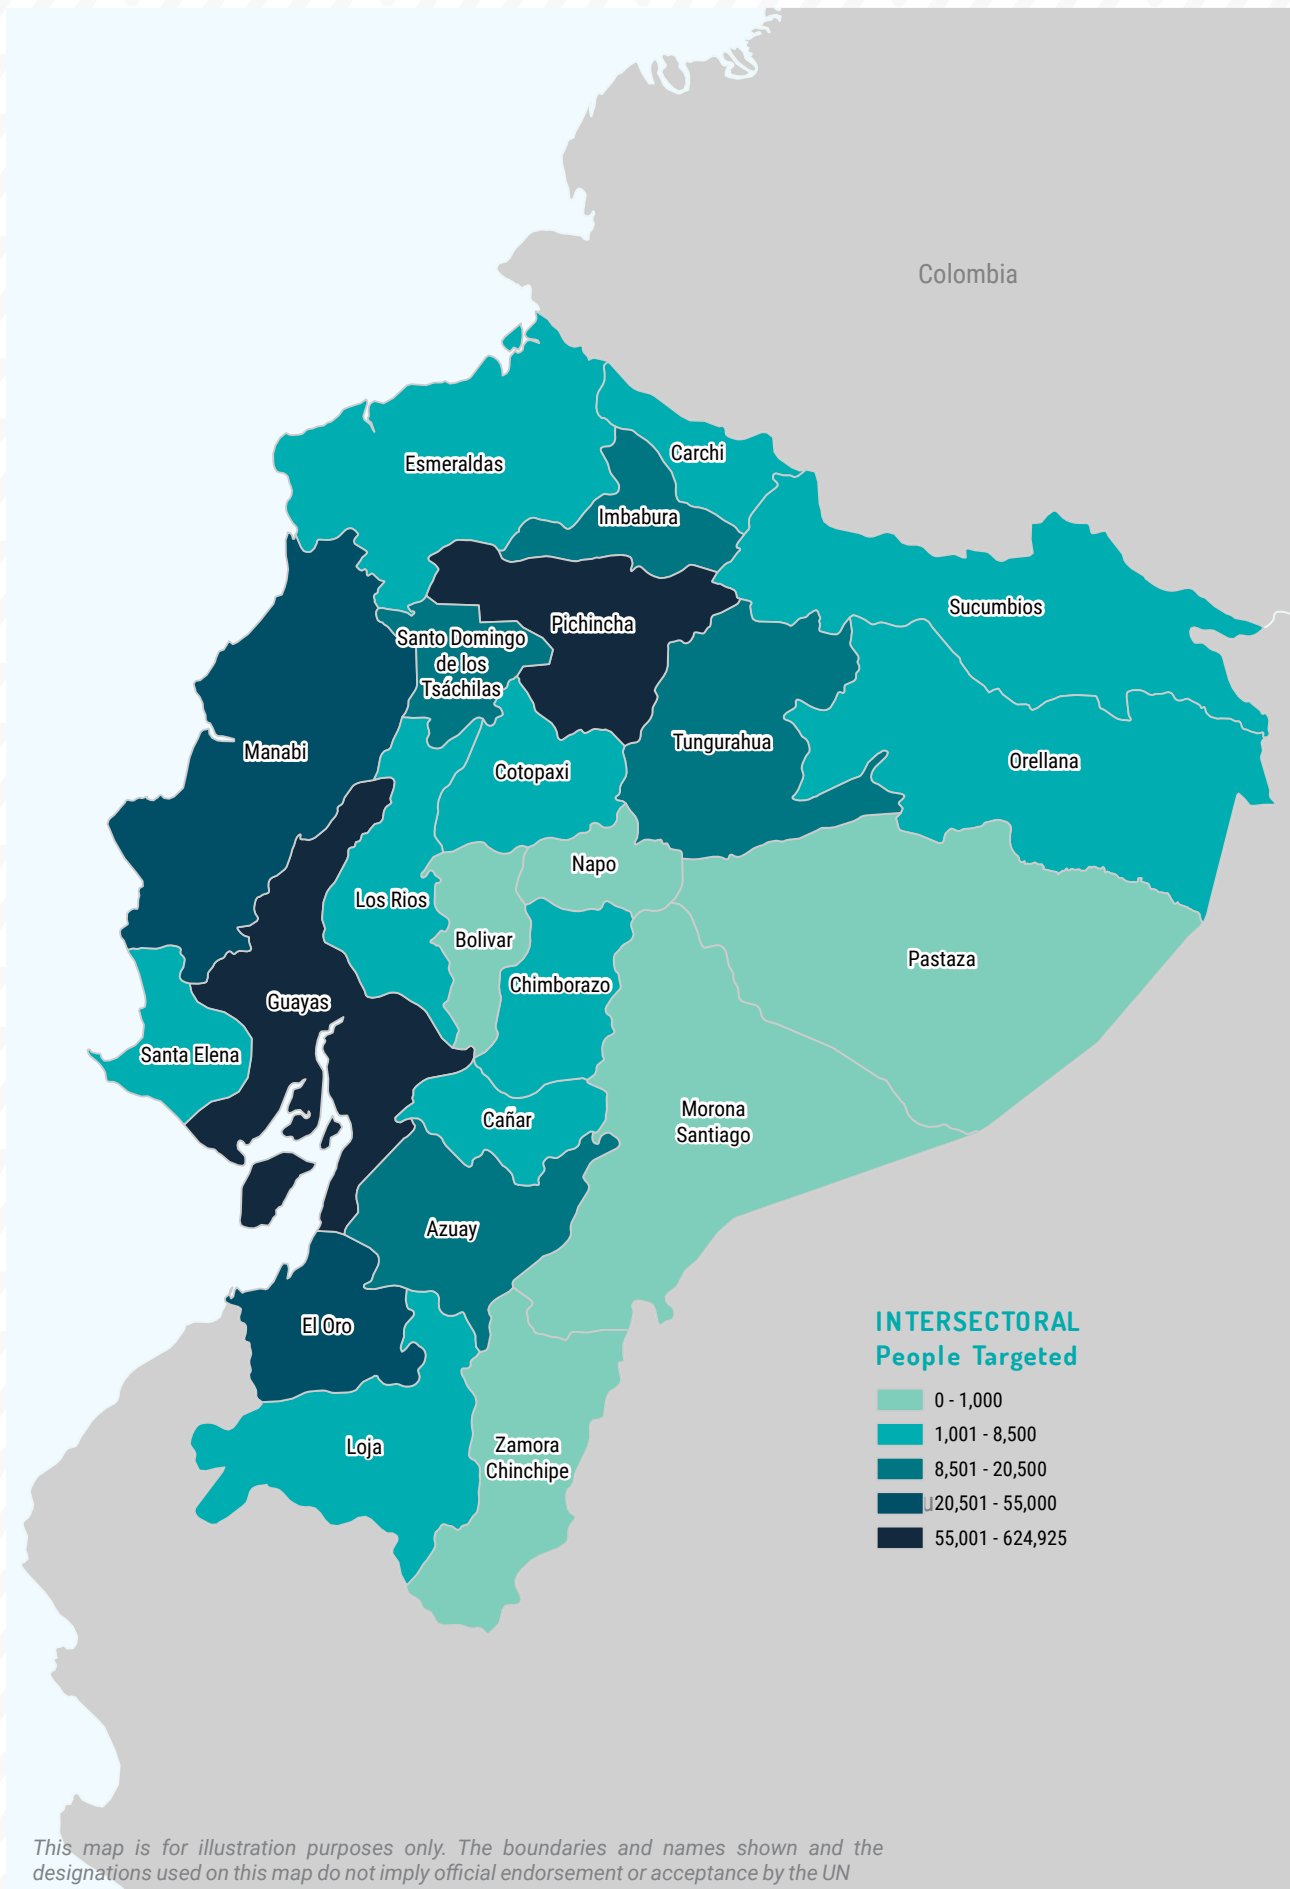 Colombia
Carchi
Esmeraldas
Imbabura
Sucumbios
Pichincha
Santo Domingo
de los
Tsáchilas
Tungurahua
Manabi
Orellana
Cotopaxi
Napo
Los Rios
Bolivar
Pastaza
Chimborazo
Guayas
Santa Elena
Cañar
Morona
Santiago
Azuay
El Oro
Loja
Zamora
Chinchipe
INTERSECTORAL
People Targeted
0 - 1,000
1,001 - 8,500
8,501 - 20,500
u20,501 - 55,000
55,001 - 624,925
This map is for illustration purposes only. The boundaries and names shown and the
designations used on this map do not imply official endorsement or acceptance by the UN